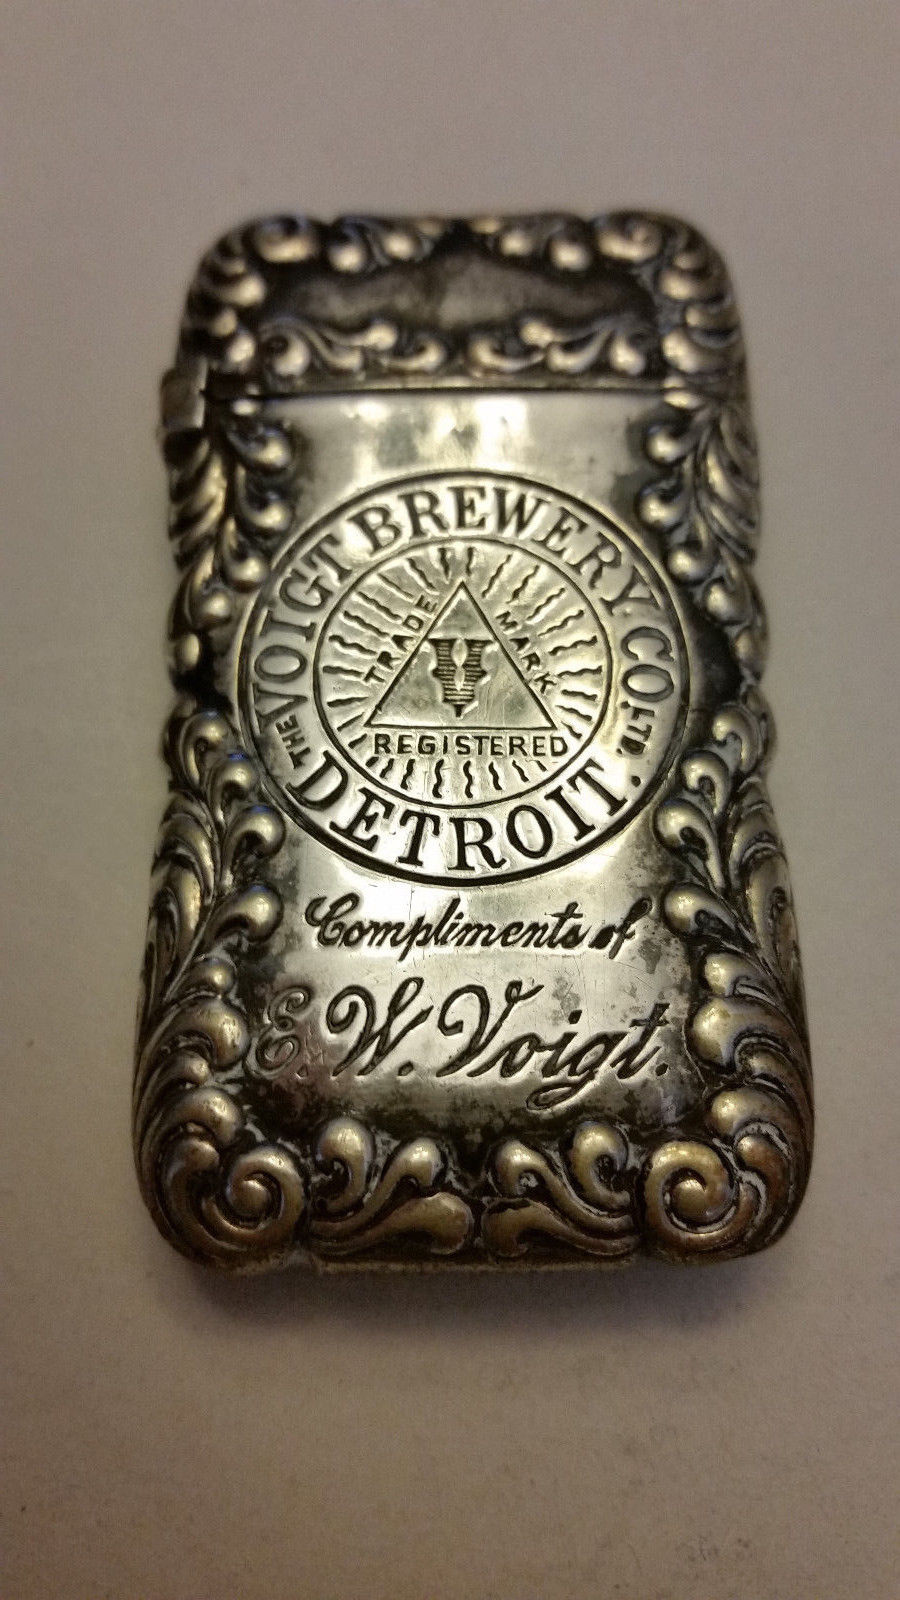 THE VOIGT BREWERY CO. LTD.
TRADE MARK
V
REGISTERED
DETROIT.
Compliments of
E. W. Voigt.